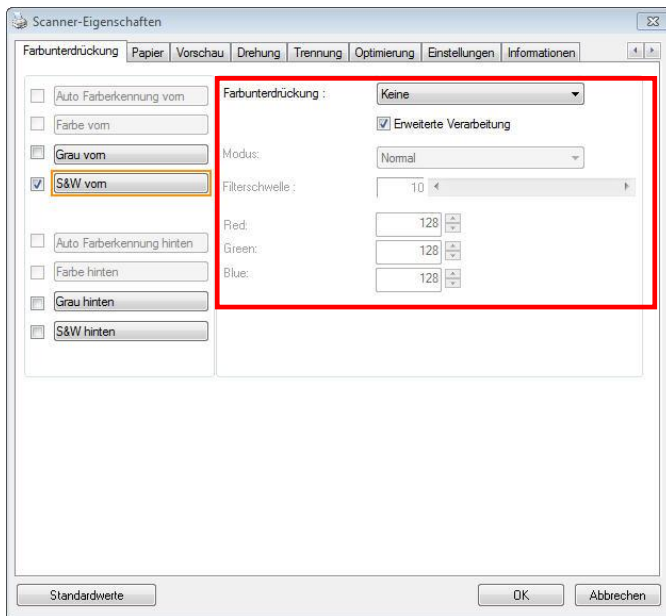 Scanner-Eigenschaften
Farbunterdrückung Papier Vorschau Drehung Trennung Optimierung Einstellungen Informationen
Auto Farberkennung vorn
Farbe vorn
Grau vorn
S&W vorn
Auto Farberkennung hinten
Farbe hinten
Grau hinten
S&W hinten
Farbunterdrückung : Keine
Erweiterte Verarbeitung
Modus: Normal
Filterschwelle : 10
Red: 128
Green: 128
Blue: 128
Standardwerte OK Abbrechen